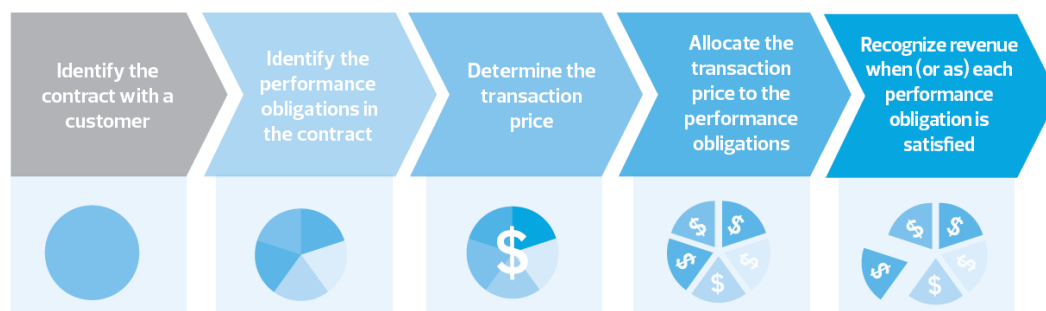 Identify the
contract with a
customer
Identify the
performance
obligations in
the contract
Determine the
transaction
price
Allocate the
transaction
price to the
performance
obligations
Recognize revenue
when (or as) each
performance
obligation is
satisfied
$
$
$
$
$
$
$
$
$
$
$